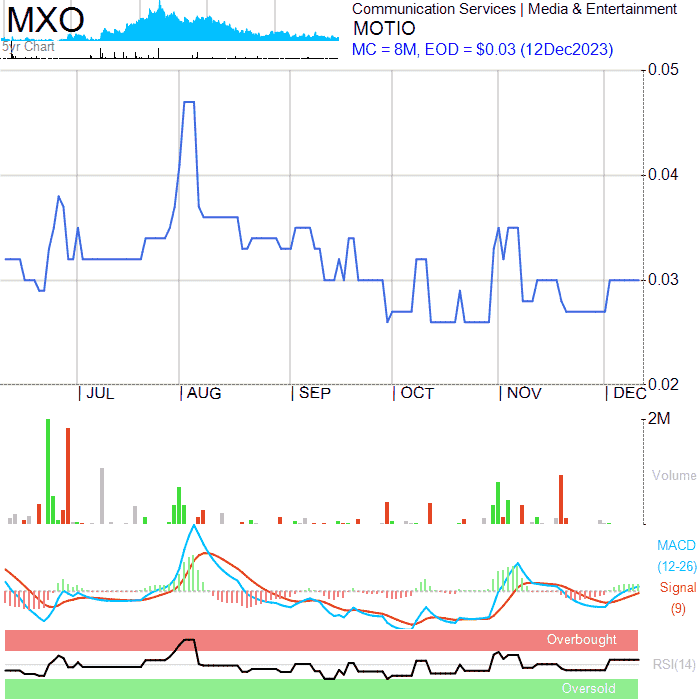 MXO
5yr Chart
Communication Services | Media & Entertainment
MOTIO
MC = 8M, EOD = $0.03 (12Dec2023)
0.05
0.04
0.03
0.02
| JUL | AUG | SEP | OCT | NOV | DEC
2M
Volume
MACD
(12-26)
Signal
(9)
Overbought
RSI(14)
Oversold